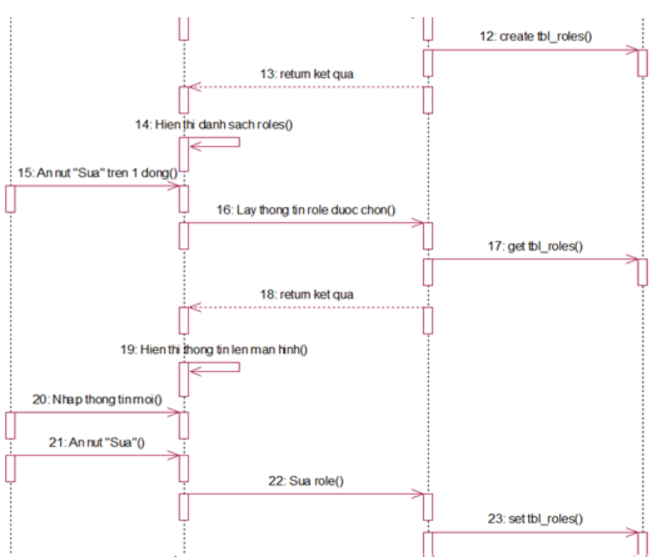 12: create tbl_roles()
13: return ket qua
14: Hien thi danh sach roles()
15: An nut "Sua" tren 1 dong()
16: Lay thong tin role duoc chon()
17: get tbl_roles()
18: return ket qua
19: Hien thi thong tin len man hinh()
20: Nhap thong tin moi()
21: An nut "Sua"()
22: Sua role()
23: set tbl_roles()